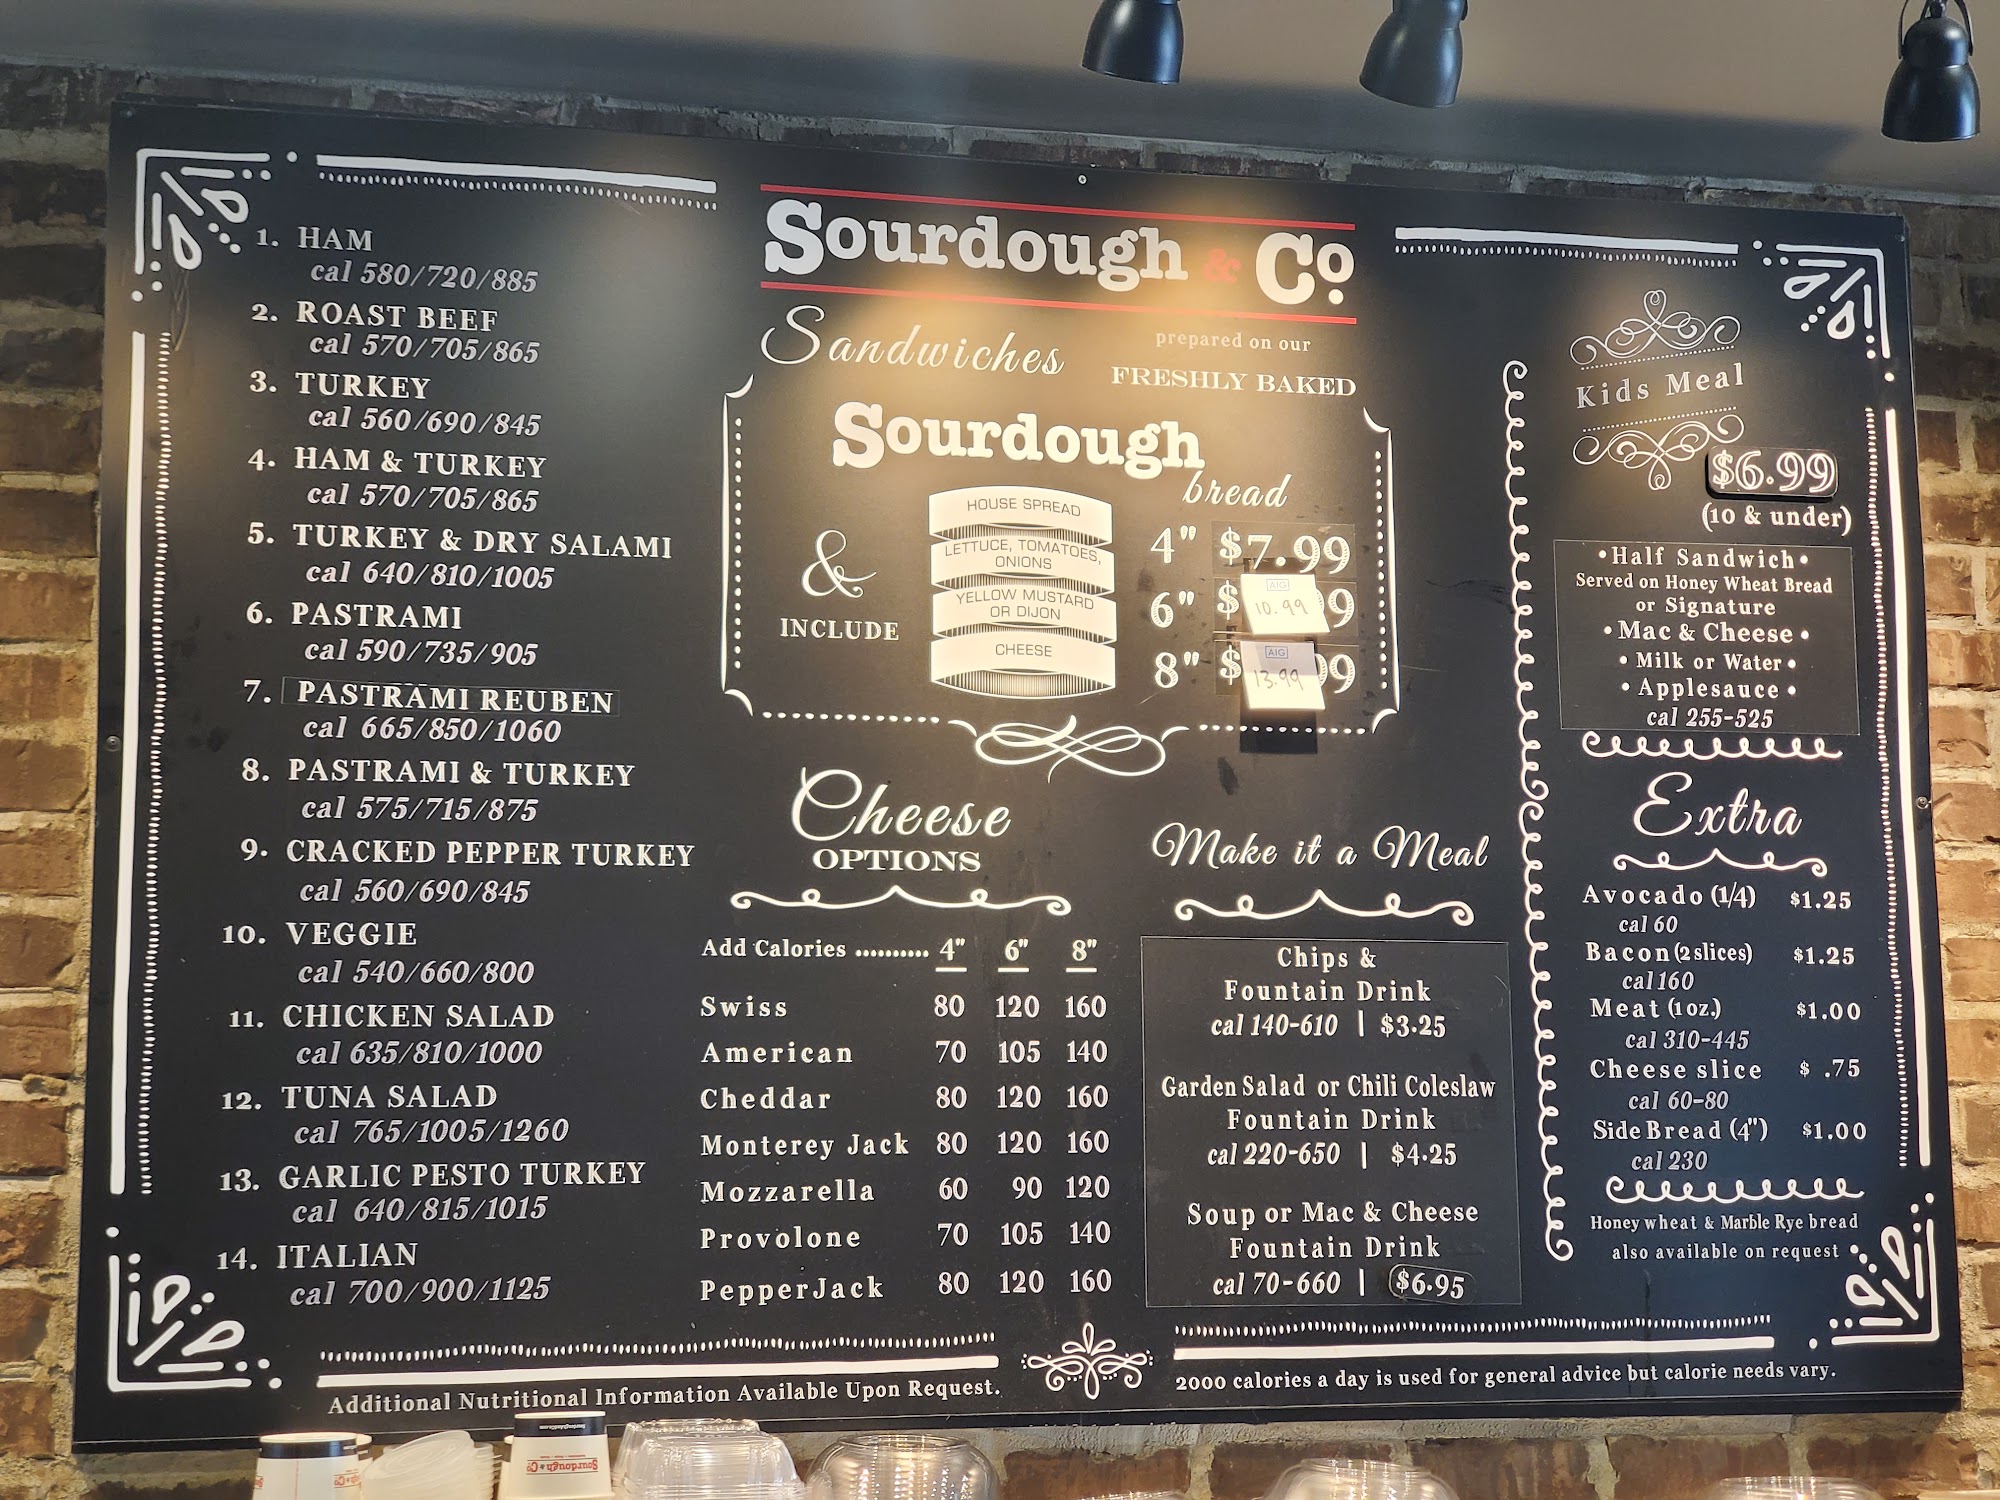 1. HAM
cal 580/720/885
2. ROAST BEEF
cal 570/705/865
3. TURKEY
cal 560/690/845
4. HAM & TURKEY
cal 570/705/865
5. TURKEY & DRY SALAMI
cal 640/810/1005
6. PASTRAMI
cal 590/735/905
7. PASTRAMI REUBEN
cal 665/850/1060
8. PASTRAMI & TURKEY
cal 575/715/875
9. CRACKED PEPPER TURKEY
cal 560/690/845
10. VEGGIE
cal 540/660/800
11. CHICKEN SALAD
cal 635/810/1000
12. TUNA SALAD
cal 765/1005/1260
13. GARLIC PESTO TURKEY
cal 640/815/1015
14. ITALIAN
cal 700/900/1125
Sourdough & Co.
Sandwiches
prepared on our
FRESHLY BAKED
Sourdough
bread
&
INCLUDE
HOUSE SPREAD
LETTUCE, TOMATOES,
ONIONS
YELLOW MUSTARD
OR DIJON
CHEESE
4" $7.99
AIG
6" $ 10.99 9
AIG
8" $ 13.99 99
Cheese
OPTIONS
Add Calories .......... 4" 6" 8"
Swiss 80 120 160
American 70 105 140
Cheddar 80 120 160
Monterey Jack 80 120 160
Mozzarella 60 90 120
Provolone 70 105 140
PepperJack 80 120 160
Make it a Meal
Chips &
Fountain Drink
cal 140-610 | $3.25
Garden Salad or Chili Coleslaw
Fountain Drink
cal 220-650 | $4.25
Soup or Mac & Cheese
Fountain Drink
cal 70-660 | $6.95
Kids Meal
$6.99
(10 & under)
• Half Sandwich •
Served on Honey Wheat Bread
or Signature
• Mac & Cheese •
• Milk or Water •
• Applesauce •
cal 255-525
Extra
Avocado (1/4) $1.25
cal 60
Bacon (2 slices) $1.25
cal 160
Meat (1 oz.) $1.00
cal 310-445
Cheese slice $ .75
cal 60-80
Side Bread (4") $1.00
cal 230
Honey wheat & Marble Rye bread
also available on request
Additional Nutritional Information Available Upon Request.
2000 calories a day is used for general advice but calorie needs vary.
Sourdough & Co